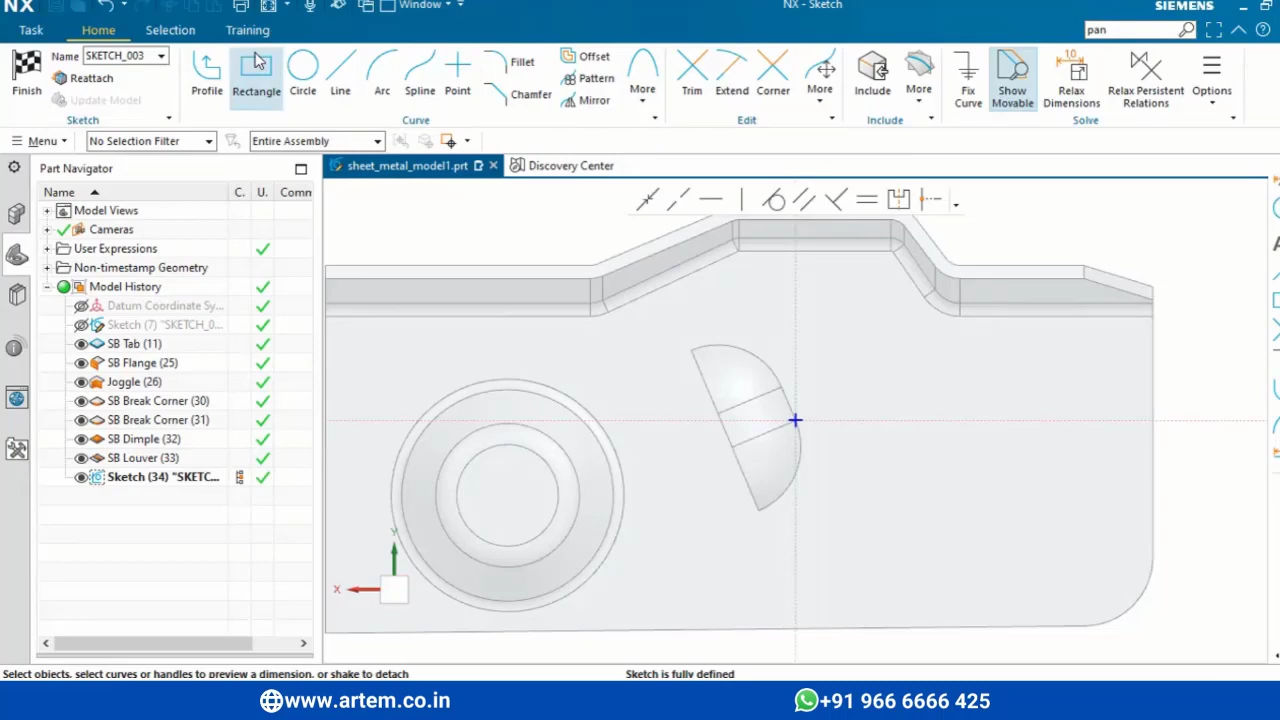 NX
Window
NX - Sketch
SIEMENS
Task
Home
Selection
Training
pan
Finish
Name
SKETCH_003
Reattach
Update Model
Sketch
Profile
Rectangle
Circle
Line
Arc
Spline
Point
Fillet
Chamfer
Offset
Pattern
Mirror
More
Curve
Trim
Extend
Corner
More
Edit
Include
More
Include
Fix
Curve
Show
Movable
Relax
Dimensions
Relax Persistent
Relations
Options
Solve
Menu
No Selection Filter
Entire Assembly
Part Navigator
sheet_metal_model1.prt
Discovery Center
Name
C.
U.
Comn
Model Views
Cameras
User Expressions
Non-timestamp Geometry
Model History
Datum Coordinate Sy...
Sketch (7) "SKETCH_0...
SB Tab (11)
SB Flange (25)
Joggle (26)
SB Break Corner (30)
SB Break Corner (31)
SB Dimple (32)
SB Louver (33)
Sketch (34) "SKETC...
Y
X
Select objects, select curves or handles to preview a dimension, or shake to detach
Sketch is fully defined
www.artem.co.in
+91 966 6666 425